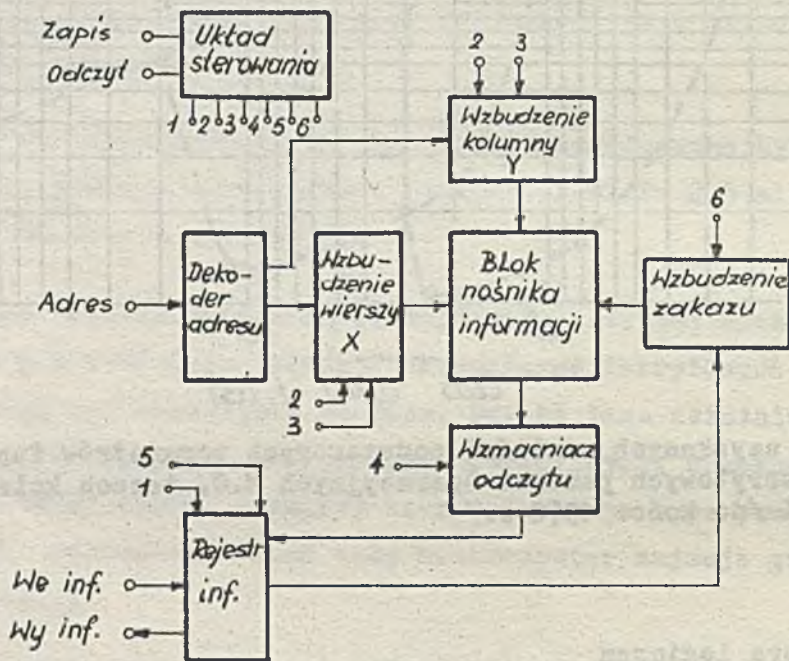 Zapis
Odczyt
Układ
sterowania
1 2 3 4 5 6
2 3
Wzbudzenie
kolumny
Y
6
Adres
Deko-
der
adresu
Wzbu-
dzenie
wierszy
X
Blok
nośnika
informacji
Wzbudzenie
zakazu
2
3
4
Wzmacniacz
odczytu
5
1
Rejestr
inf.
We inf.
Wy inf.